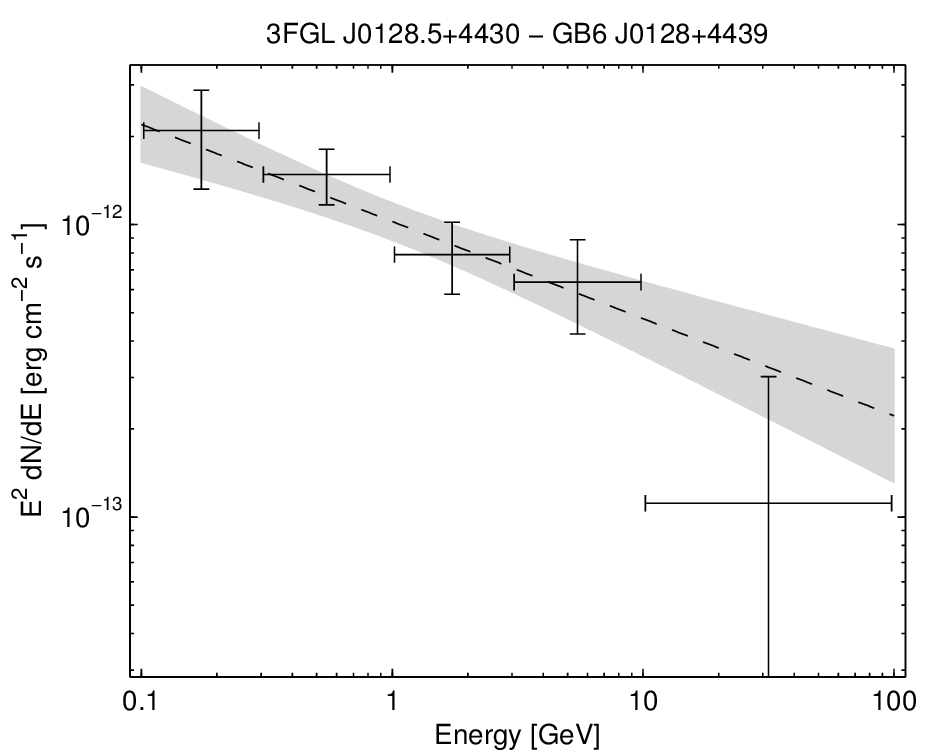 3FGL J0128.5+4430 − GB6 J0128+4439
E² dN/dE [erg cm⁻² s⁻¹]
10⁻¹²
10⁻¹³
0.1 1 10 100
Energy [GeV]